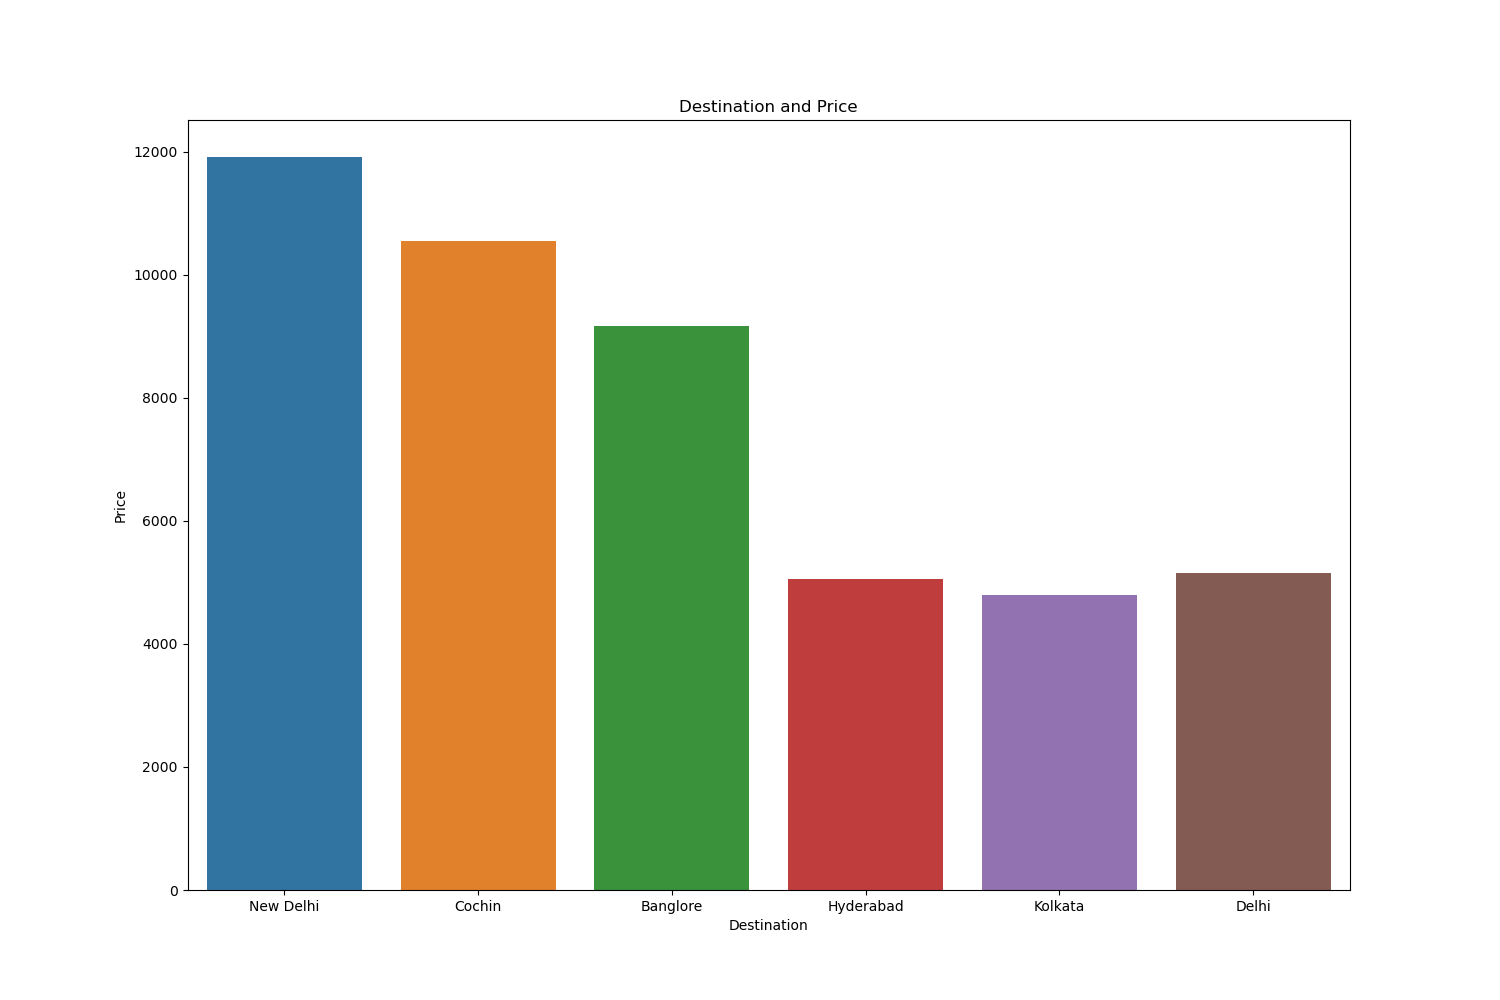 Destination and Price
12000
10000
8000
6000
4000
2000
0
Price
New Delhi Cochin Banglore Hyderabad Kolkata Delhi
Destination